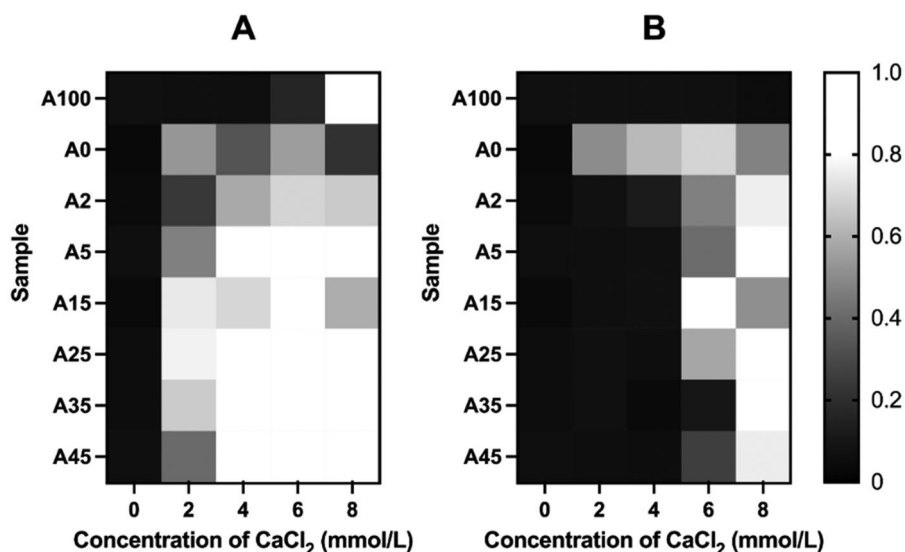 A
B
Sample
A100
A0
A2
A5
A15
A25
A35
A45
0 2 4 6 8
Concentration of CaCl₂ (mmol/L)
Sample
A100
A0
A2
A5
A15
A25
A35
A45
0 2 4 6 8
Concentration of CaCl₂ (mmol/L)
1.0
0.8
0.6
0.4
0.2
0